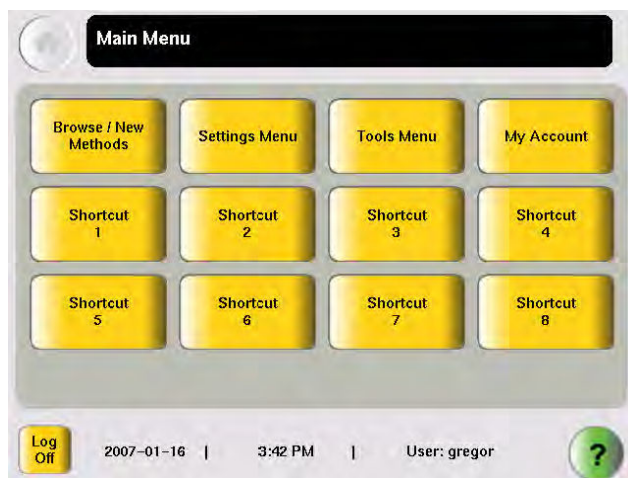 Main Menu
Browse / New
Methods
Settings Menu
Tools Menu
My Account
Shortcut
1
Shortcut
2
Shortcut
3
Shortcut
4
Shortcut
5
Shortcut
6
Shortcut
7
Shortcut
8
Log
Off
2007-01-16 | 3:42 PM | User: gregor
?